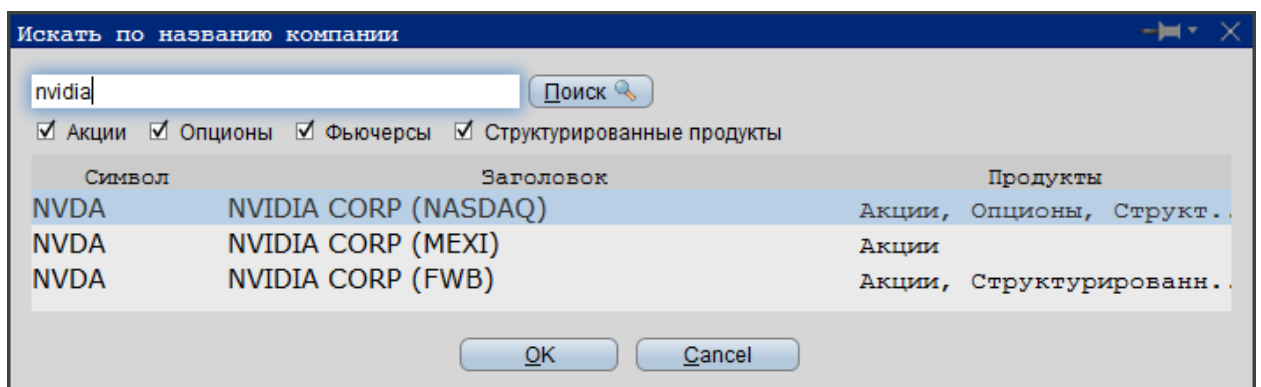 Искать по названию компании
nvidia Поиск
Акции Опционы Фьючерсы Структурированные продукты
Символ Заголовок Продукты
NVDA NVIDIA CORP (NASDAQ) Акции, Опционы, Структ..
NVDA NVIDIA CORP (MEXI) Акции
NVDA NVIDIA CORP (FWB) Акции, Структурированн..
OK Cancel